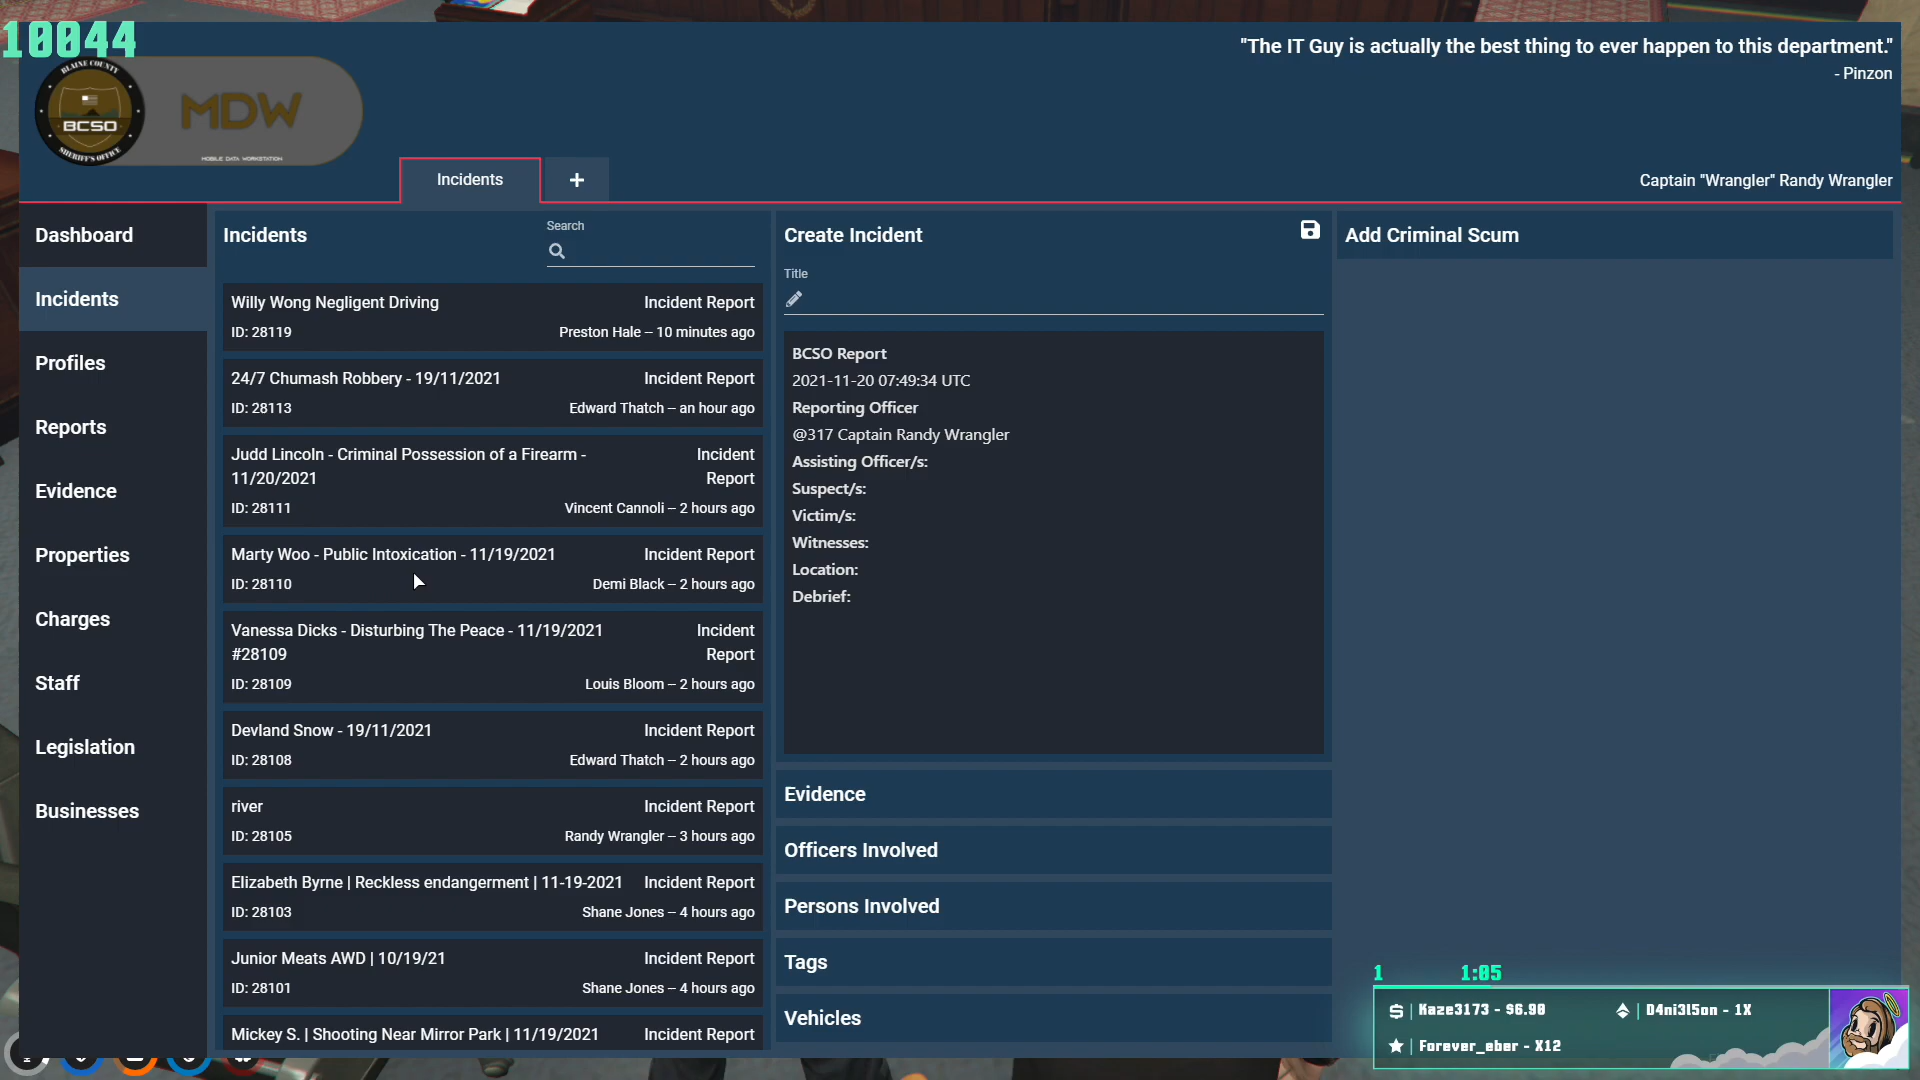 10044
BLAINE COUNTY
BCSO
SHERIFF'S OFFICE
MDW
MOBILE DATA WORKSTATION
"The IT Guy is actually the best thing to ever happen to this department."
- Pinzon
Incidents
+
Captain "Wrangler" Randy Wrangler
Dashboard
Incidents
Profiles
Reports
Evidence
Properties
Charges
Staff
Legislation
Businesses
Incidents
Search
Willy Wong Negligent Driving Incident Report
ID: 28119 Preston Hale – 10 minutes ago
24/7 Chumash Robbery - 19/11/2021 Incident Report
ID: 28113 Edward Thatch – an hour ago
Judd Lincoln - Criminal Possession of a Firearm - Incident
11/20/2021 Report
ID: 28111 Vincent Cannoli – 2 hours ago
Marty Woo - Public Intoxication - 11/19/2021 Incident Report
ID: 28110 Demi Black – 2 hours ago
Vanessa Dicks - Disturbing The Peace - 11/19/2021 Incident
#28109 Report
ID: 28109 Louis Bloom – 2 hours ago
Devland Snow - 19/11/2021 Incident Report
ID: 28108 Edward Thatch – 2 hours ago
river Incident Report
ID: 28105 Randy Wrangler – 3 hours ago
Elizabeth Byrne | Reckless endangerment | 11-19-2021 Incident Report
ID: 28103 Shane Jones – 4 hours ago
Junior Meats AWD | 10/19/21 Incident Report
ID: 28101 Shane Jones – 4 hours ago
Mickey S. | Shooting Near Mirror Park | 11/19/2021 Incident Report
Create Incident
Title
BCSO Report
2021-11-20 07:49:34 UTC
Reporting Officer
@317 Captain Randy Wrangler
Assisting Officer/s:
Suspect/s:
Victim/s:
Witnesses:
Location:
Debrief:
Evidence
Officers Involved
Persons Involved
Tags
Vehicles
Add Criminal Scum
1 1:05
Kaze3173 - $6.90 D4ni3l5on - 1X
Forever_eber - X12